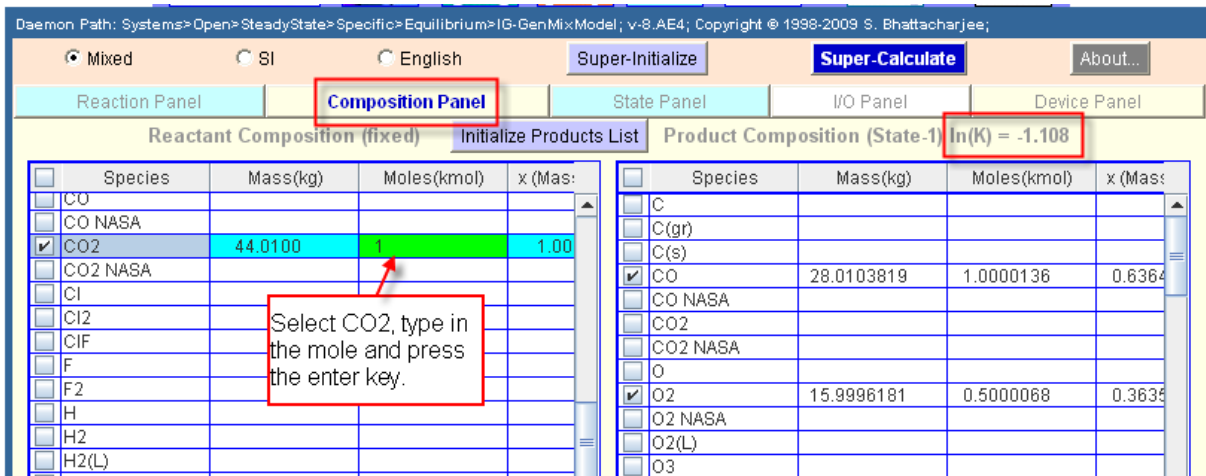 Daemon Path: Systems>Open>SteadyState>Specific>Equilibrium>IG-GenMixModel; v-8.AE4; Copyright © 1998-2009 S. Bhattacharjee;
Mixed SI English Super-Initialize Super-Calculate About...
Reaction Panel Composition Panel State Panel I/O Panel Device Panel
Reactant Composition (fixed) Initialize Products List Product Composition (State-1) ln(K) = -1.108
Species Mass(kg) Moles(kmol) x (Mas
CO
CO NASA
CO2 44.0100 1 1.00
CO2 NASA
Cl
Cl2
ClF
F
F2
H
H2
H2(L)
Select CO2, type in
the mole and press
the enter key.
Species Mass(kg) Moles(kmol) x (Mass
C
C(gr)
C(s)
CO 28.0103819 1.0000136 0.6364
CO NASA
CO2
CO2 NASA
O
O2 15.9996181 0.5000068 0.3635
O2 NASA
O2(L)
O3